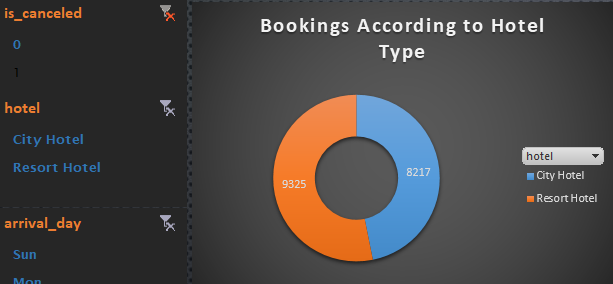 is_canceled
0
1
hotel
City Hotel
Resort Hotel
arrival_day
Sun
Mon
Bookings According to Hotel
Type
9325
8217
hotel
City Hotel
Resort Hotel